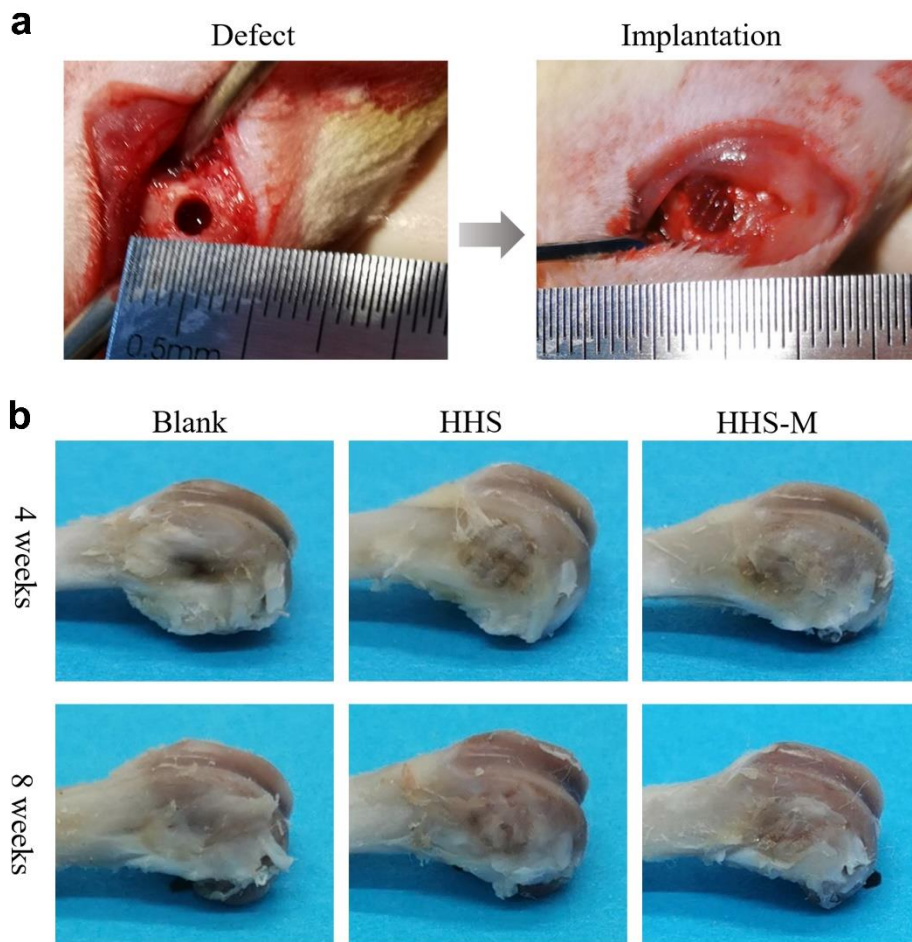 a
Defect
Implantation
0.5mm
b
Blank
HHS
HHS-M
4 weeks
8 weeks